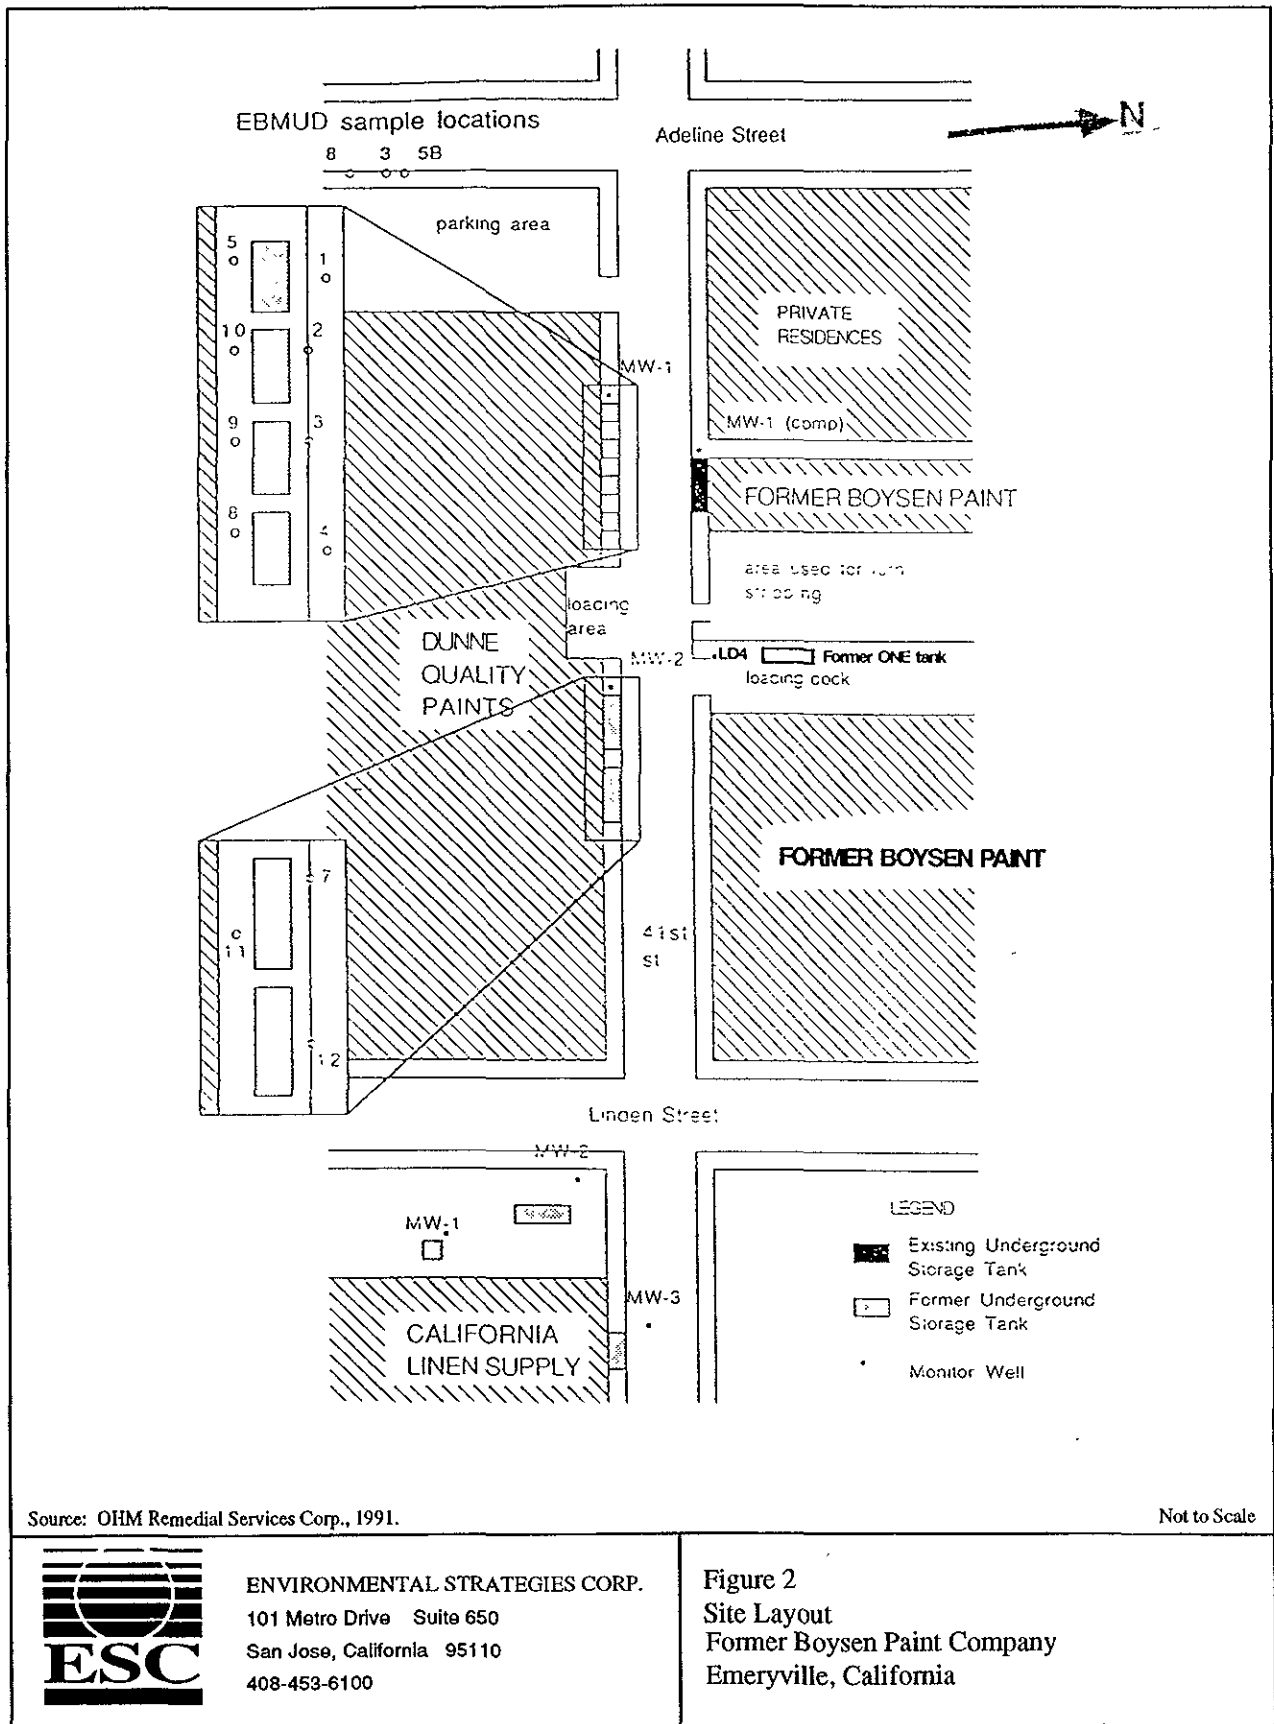 EBMUD sample locations
Adeline Street
N
8 3 5B
parking area
5
1
10
2
9
3
8
4
PRIVATE
RESIDENCES
MW-1
MW-1 (comp)
FORMER BOYSEN PAINT
area used for
stripping
loading
area
MW-2
LD4 Former ONE tank
loading dock
DUNNE
QUALITY
PAINTS
FORMER BOYSEN PAINT
7
11
12
41st
st
Linden Street
MW-2
MW-1
MW-3
CALIFORNIA
LINEN SUPPLY
LEGEND
Existing Underground
Storage Tank
Former Underground
Storage Tank
Monitor Well
Source: OHM Remedial Services Corp., 1991.
Not to Scale
ESC
ENVIRONMENTAL STRATEGIES CORP.
101 Metro Drive Suite 650
San Jose, California 95110
408-453-6100
Figure 2
Site Layout
Former Boysen Paint Company
Emeryville, California